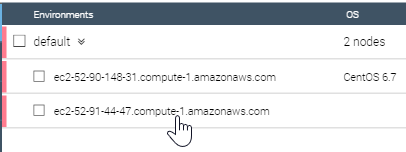 Environments OS
default 2 nodes
ec2-52-90-148-31.compute-1.amazonaws.com CentOS 6.7
ec2-52-91-44-47.compute-1.amazonaws.com